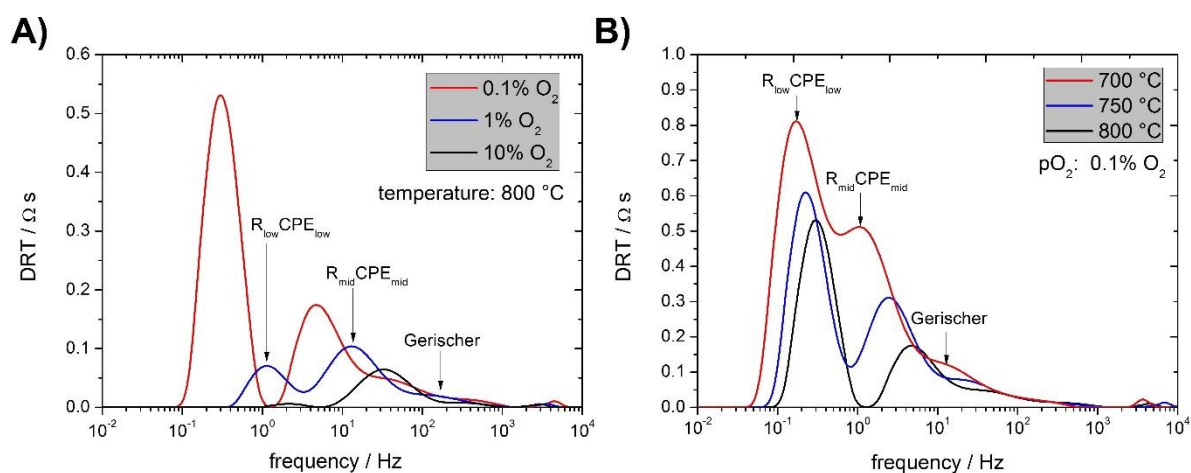 A)
0.6
0.5
0.4
0.3
0.2
0.1
0.0
DRT / Ω s
0.1% O₂
1% O₂
10% O₂
temperature: 800 °C
R_lowCPE_low
R_midCPE_mid
Gerischer
10⁻² 10⁻¹ 10⁰ 10¹ 10² 10³ 10⁴
frequency / Hz
B)
1.0
0.9
0.8
0.7
0.6
0.5
0.4
0.3
0.2
0.1
0.0
DRT / Ω s
R_lowCPE_low
R_midCPE_mid
Gerischer
700 °C
750 °C
800 °C
pO₂: 0.1% O₂
10⁻² 10⁻¹ 10⁰ 10¹ 10² 10³ 10⁴
frequency / Hz